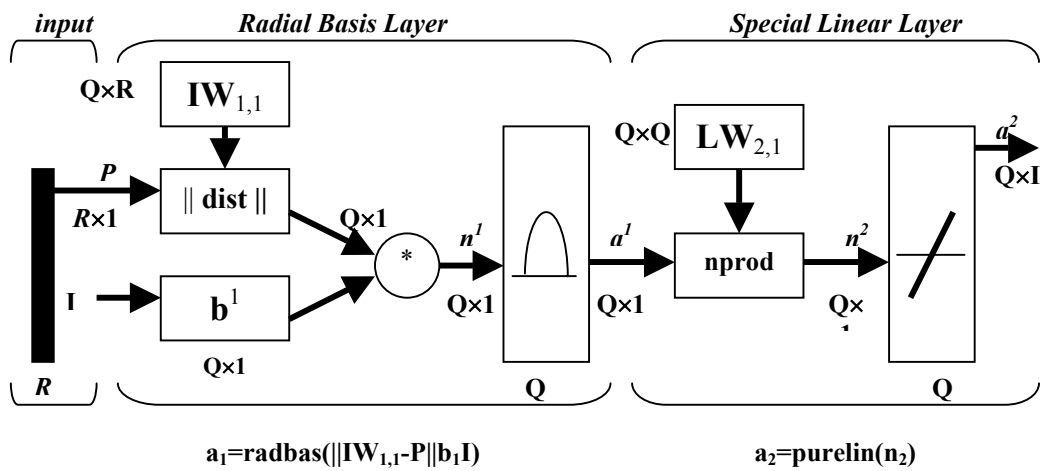 input
Radial Basis Layer
Special Linear Layer
Q×R
IW1,1
Q×Q
LW2,1
a2
Q×I
P
R×1
|| dist ||
Q×1
*
n1
Q×1
a1
Q×1
nprod
n2
Q×
I
b1
Q×1
R
Q
Q
a1=radbas(||IW1,1-P||b1I)
a2=purelin(n2)